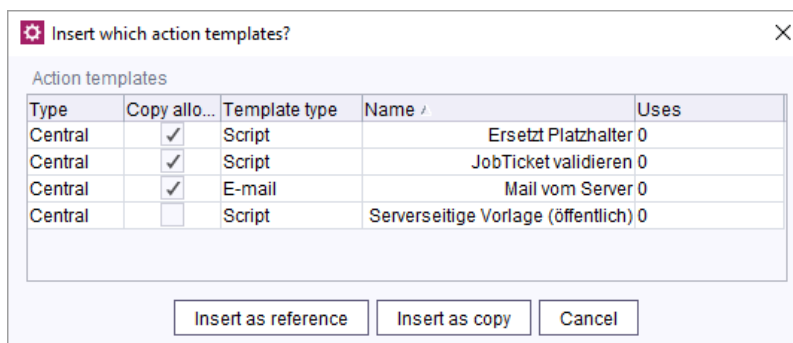 Insert which action templates?
Action templates
Type Copy allo... Template type Name Uses
Central Script Ersetzt Platzhalter 0
Central Script JobTicket validieren 0
Central E-mail Mail vom Server 0
Central Script Serverseitige Vorlage (öffentlich) 0
Insert as reference Insert as copy Cancel